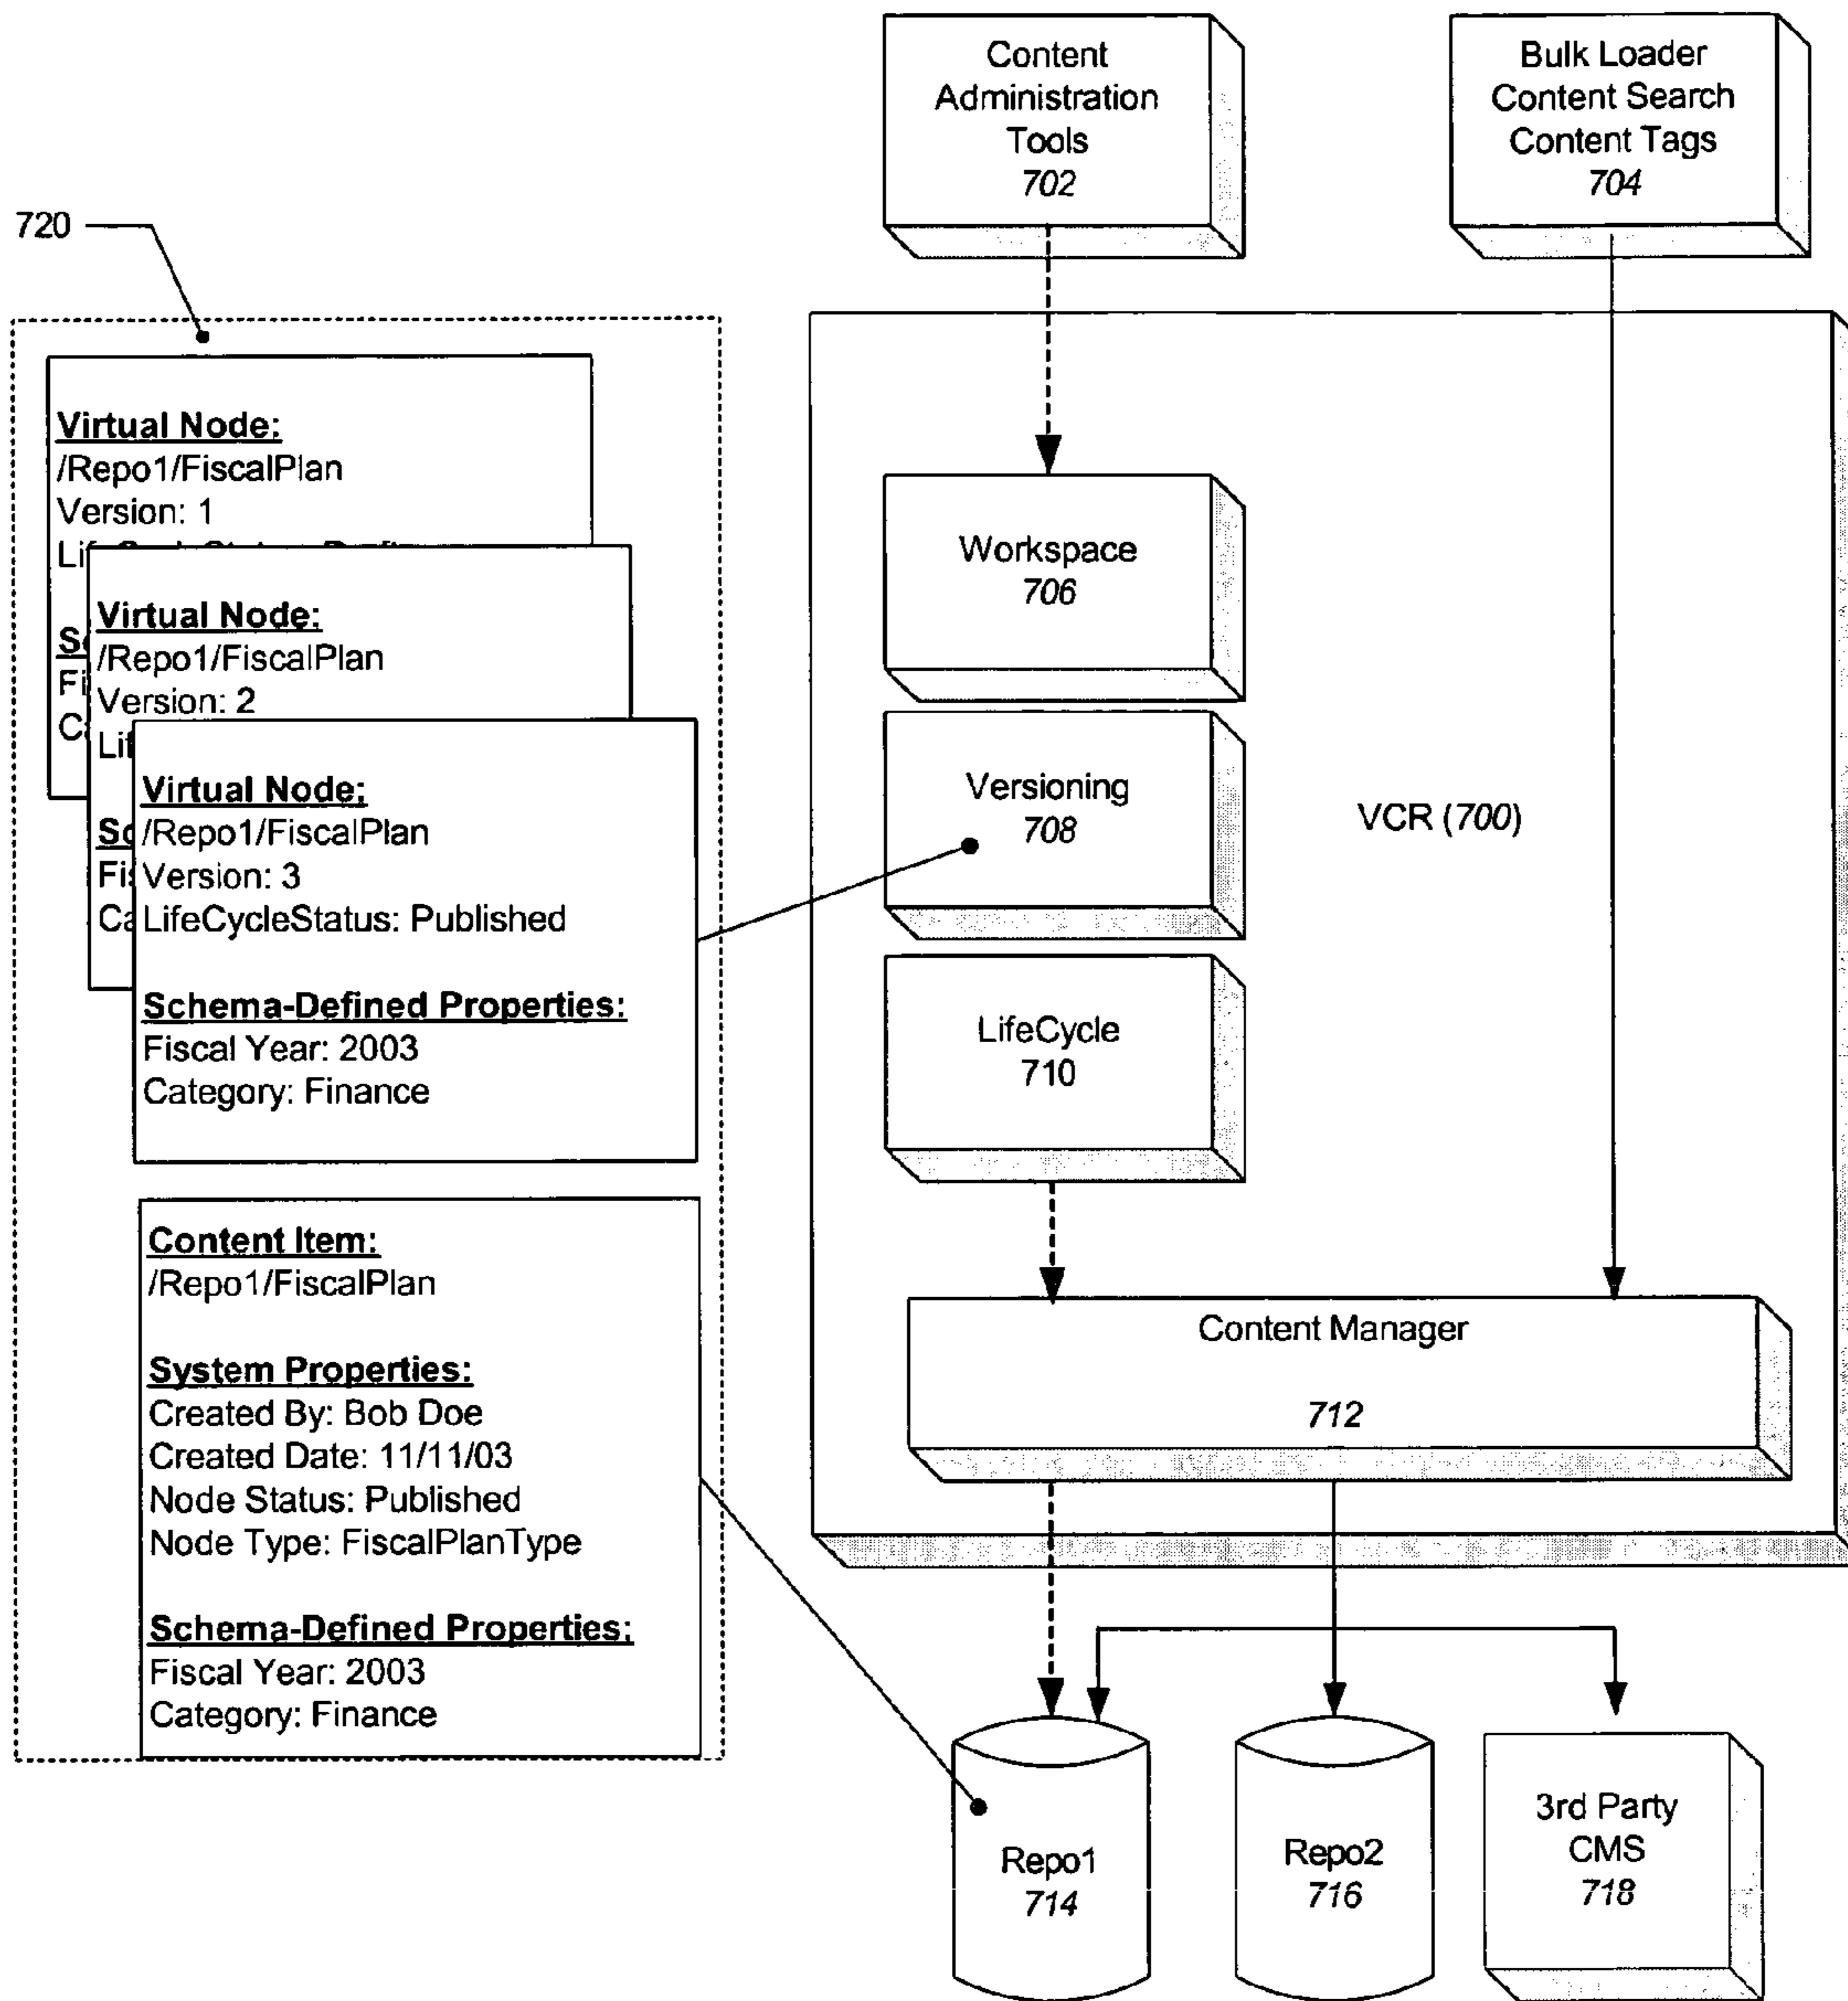 Content
Administration
Tools
702
Bulk Loader
Content Search
Content Tags
704
720
Virtual Node:
/Repo1/FiscalPlan
Version: 1
Virtual Node:
/Repo1/FiscalPlan
Version: 2
Virtual Node:
/Repo1/FiscalPlan
Version: 3
LifeCycleStatus: Published
Schema-Defined Properties:
Fiscal Year: 2003
Category: Finance
Content Item:
/Repo1/FiscalPlan
System Properties:
Created By: Bob Doe
Created Date: 11/11/03
Node Status: Published
Node Type: FiscalPlanType
Schema-Defined Properties:
Fiscal Year: 2003
Category: Finance
Workspace
706
Versioning
708
VCR (700)
LifeCycle
710
Content Manager
712
Repo1
714
Repo2
716
3rd Party
CMS
718